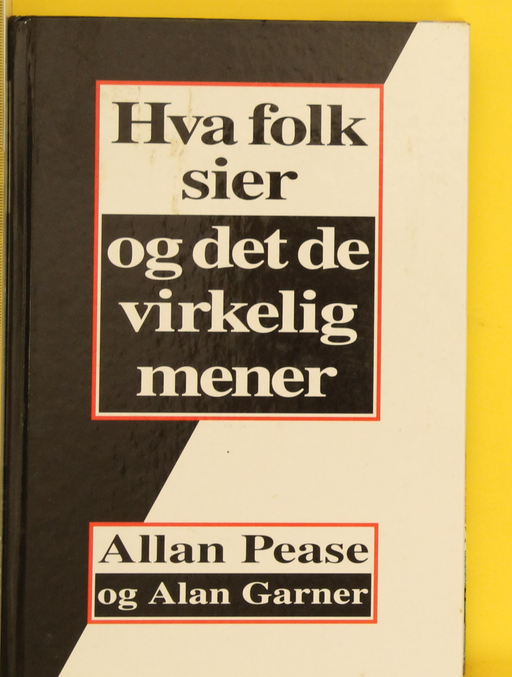 Hva folk
sier
og det de
virkelig
mener
Allan Pease
og Alan Garner